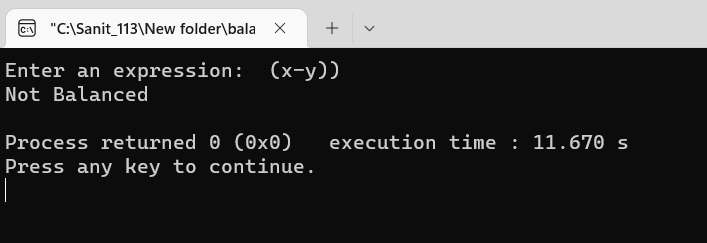 "C:\Sanit_113\New folder\bala
Enter an expression:  (x-y))
Not Balanced
Process returned 0 (0x0)   execution time : 11.670 s
Press any key to continue.